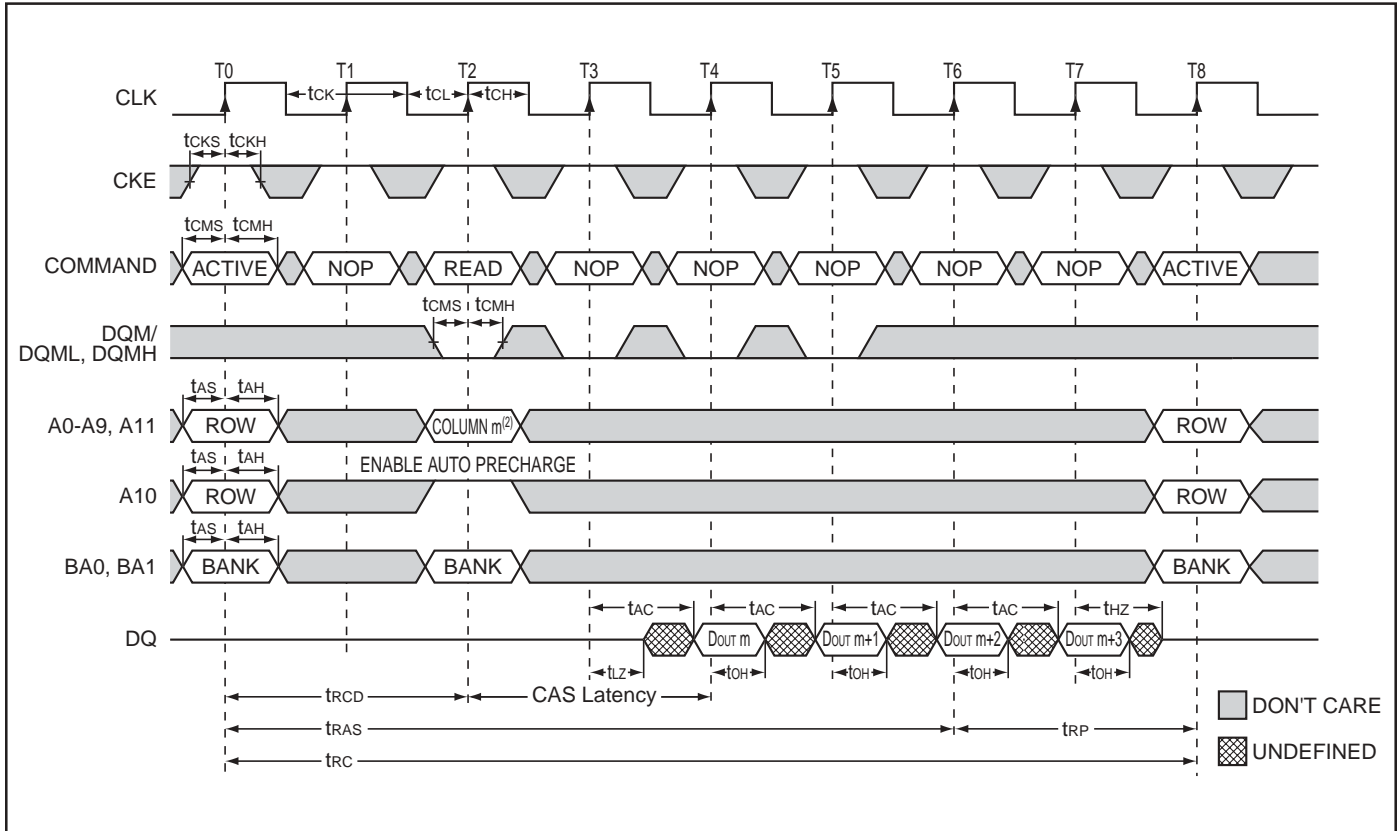 T0 T1 T2 T3 T4 T5 T6 T7 T8
CLK
tCK tCL tCH
tCKS tCKH
CKE
tCMS tCMH
COMMAND ACTIVE NOP READ NOP NOP NOP NOP NOP ACTIVE
tCMS tCMH
DQM/
DQML, DQMH
tAS tAH
A0-A9, A11 ROW COLUMN m(2) ROW
tAS tAH ENABLE AUTO PRECHARGE
A10 ROW ROW
tAS tAH
BA0, BA1 BANK BANK BANK
tAC tAC tAC tAC tHZ
DQ DOUT m DOUT m+1 DOUT m+2 DOUT m+3
tLZ tOH tOH tOH tOH
tRCD CAS Latency
DON'T CARE
tRAS tRP
UNDEFINED
tRC